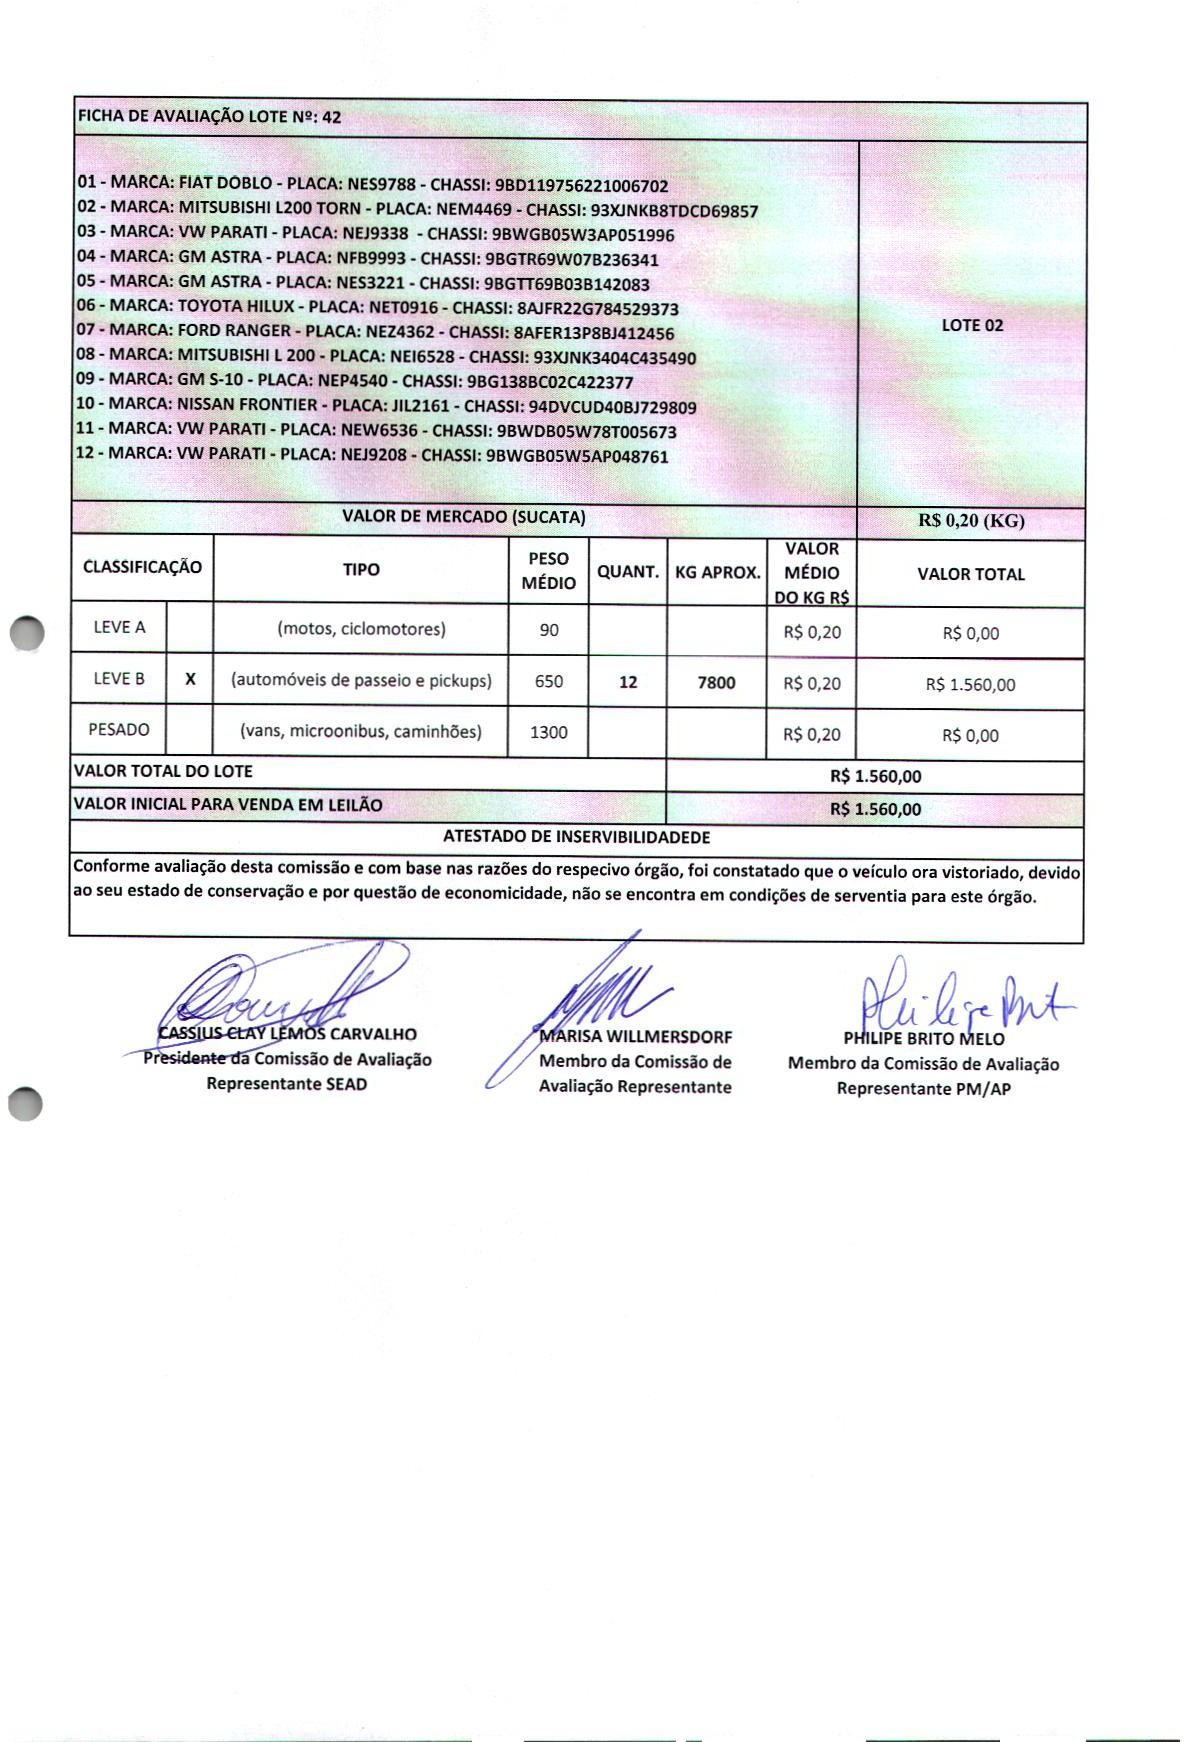 FICHA DE AVALIAÇÃO LOTE Nº: 42
01 - MARCA: FIAT DOBLO - PLACA: NES9788 - CHASSI: 9BD119756221006702
02 - MARCA: MITSUBISHI L200 TORN - PLACA: NEM4469 - CHASSI: 93XJNKB8TDCD69857
03 - MARCA: VW PARATI - PLACA: NEJ9338 - CHASSI: 9BWGB05W3AP051996
04 - MARCA: GM ASTRA - PLACA: NFB9993 - CHASSI: 9BGTR69W07B236341
05 - MARCA: GM ASTRA - PLACA: NES3221 - CHASSI: 9BGTT69B03B142083
06 - MARCA: TOYOTA HILUX - PLACA: NET0916 - CHASSI: 8AJFR22G784529373
07 - MARCA: FORD RANGER - PLACA: NEZ4362 - CHASSI: 8AFER13P8BJ412456
08 - MARCA: MITSUBISHI L 200 - PLACA: NEI6528 - CHASSI: 93XJNK3404C435490
09 - MARCA: GM S-10 - PLACA: NEP4540 - CHASSI: 9BG138BC02C422377
10 - MARCA: NISSAN FRONTIER - PLACA: JIL2161 - CHASSI: 94DVCUD40BJ729809
11 - MARCA: VW PARATI - PLACA: NEW6536 - CHASSI: 9BWDB05W78T005673
12 - MARCA: VW PARATI - PLACA: NEJ9208 - CHASSI: 9BWGB05W5AP048761
LOTE 02
VALOR DE MERCADO (SUCATA) R$ 0,20 (KG)
CLASSIFICAÇÃO TIPO PESO MÉDIO QUANT. KG APROX. VALOR MÉDIO DO KG R$ VALOR TOTAL
LEVE A (motos, ciclomotores) 90 R$ 0,20 R$ 0,00
LEVE B X (automóveis de passeio e pickups) 650 12 7800 R$ 0,20 R$ 1.560,00
PESADO (vans, microonibus, caminhões) 1300 R$ 0,20 R$ 0,00
VALOR TOTAL DO LOTE R$ 1.560,00
VALOR INICIAL PARA VENDA EM LEILÃO R$ 1.560,00
ATESTADO DE INSERVIBILIDADEDE
Conforme avaliação desta comissão e com base nas razões do respecivo órgão, foi constatado que o veículo ora vistoriado, devido
ao seu estado de conservação e por questão de economicidade, não se encontra em condições de serventia para este órgão.
Philipe Brit
CASSIUS CLAY LEMOS CARVALHO
Presidente da Comissão de Avaliação
Representante SEAD
MARISA WILLMERSDORF
Membro da Comissão de
Avaliação Representante
PHILIPE BRITO MELO
Membro da Comissão de Avaliação
Representante PM/AP